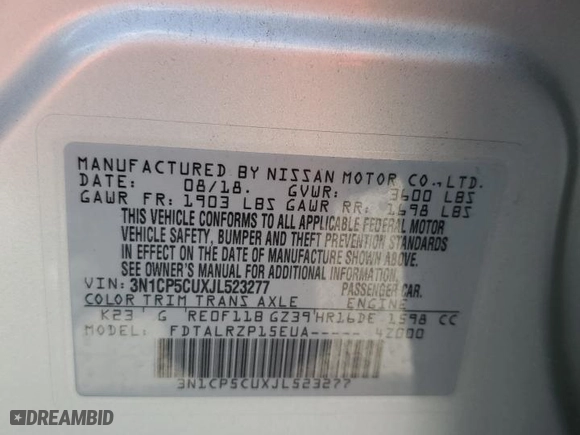 MANUFACTURED BY NISSAN MOTOR CO.,LTD.
DATE: 08/18. GVWR: 3600 LBS
GAWR FR: 1903 LBS GAWR RR: 1698 LBS
THIS VEHICLE CONFORMS TO ALL APPLICABLE FEDERAL MOTOR
VEHICLE SAFETY, BUMPER AND THEFT PREVENTION STANDARDS
IN EFFECT ON THE DATE OF MANUFACTURE SHOWN ABOVE.
SEE OWNER'S MANUAL FOR ADDITIONAL INFORMATION.
VIN: 3N1CP5CUXJL523277 PASSENGER CAR.
COLOR TRIM TRANS AXLE ENGINE
K23 G RE0F11B GZ39 HR16DE 1598 CC
MODEL: FDTALRZP15EUA----- 42000
3N1CP5CUXJL523277
DREAMBID